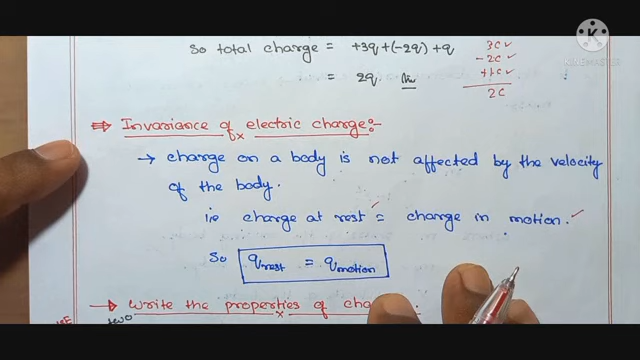 So total charge = +3q + (-2q) + q
= 2q
3C ✓
-2C ✓
+1C ✓
2C
K
⇛ Invariance of electric charge:-
→ Charge on a body is not affected by the velocity
of the body.
i.e charge at rest = charge in motion. ✓
So q rest = q motion
→ Write the properties of
two